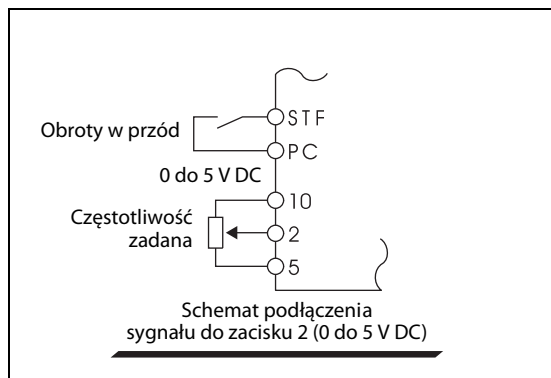 STF
Obroty w przód
PC
0 do 5 V DC
10
Częstotliwość
zadana
2
5
Schemat podłączenia
sygnału do zacisku 2 (0 do 5 V DC)